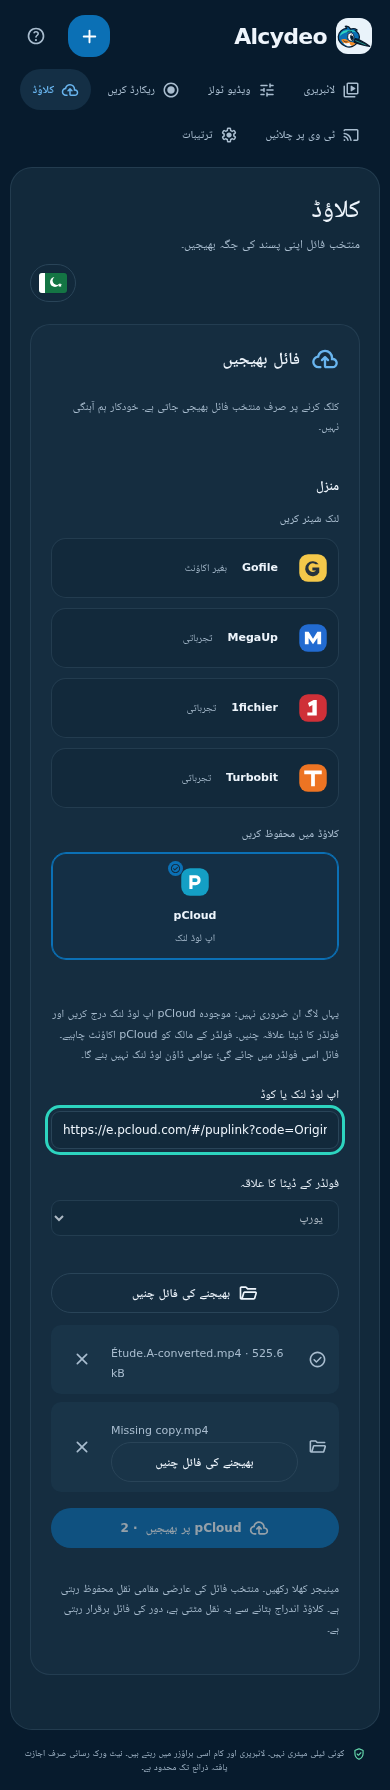 Alcydeo
لائبریری
ویڈیو ٹولز
ریکارڈ کریں
کلاؤڈ
ٹی وی پر چلائیں
ترتیبات
کلاؤڈ
منتخب فائل اپنی پسند کی جگہ بھیجیں۔
فائل بھیجیں
کلک کرنے پر صرف منتخب فائل بھیجی جاتی ہے۔ خودکار ہم آہنگی
نہیں۔
منزل
لنک شیئر کریں
Gofile بغیر اکاؤنٹ
MegaUp تجرباتی
1fichier تجرباتی
Turbobit تجرباتی
کلاؤڈ میں محفوظ کریں
pCloud
اپ لوڈ لنک
یہاں لاگ اِن ضروری نہیں: موجودہ pCloud اپ لوڈ لنک درج کریں اور
فولڈر کا ڈیٹا علاقہ چنیں۔ فولڈر کے مالک کو pCloud اکاؤنٹ چاہیے۔
فائل اسی فولڈر میں جائے گی؛ عوامی ڈاؤن لوڈ لنک نہیں بنے گا۔
اپ لوڈ لنک یا کوڈ
https://e.pcloud.com/#/puplink?code=Origir
فولڈر کے ڈیٹا کا علاقہ
یورپ
بھیجنے کی فائل چنیں
Étude.A-converted.mp4 · 525.6
kB
Missing copy.mp4
بھیجنے کی فائل چنیں
pCloud پر بھیجیں · 2
مینیجر کھلا رکھیں۔ منتخب فائل کی عارضی مقامی نقل محفوظ رہتی
ہے۔ کلاؤڈ اندراج ہٹانے سے یہ نقل مٹتی ہے، دور کی فائل برقرار رہتی
ہے۔
کوئی ٹیلی میٹری نہیں۔ لائبریری اور کام اسی براؤزر میں رہتے ہیں۔ نیٹ ورک رسائی صرف اجازت
یافتہ ذرائع تک محدود ہے۔